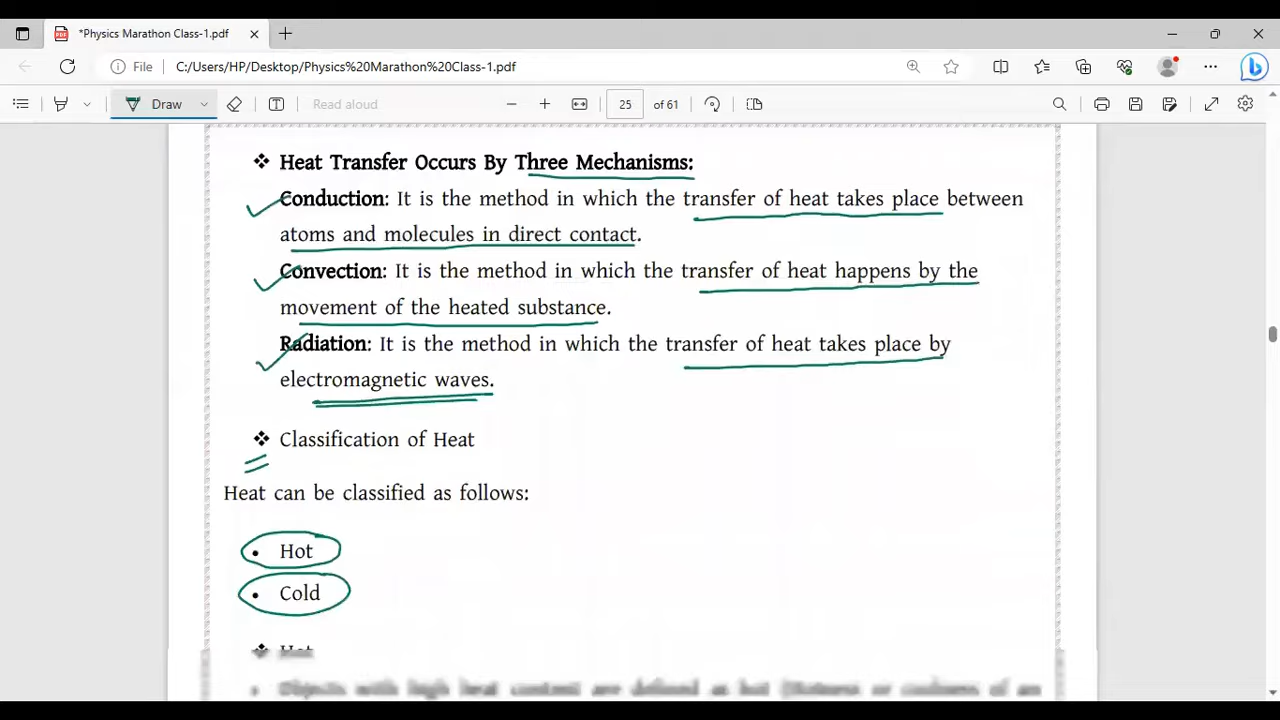 *Physics Marathon Class-1.pdf
File C:/Users/HP/Desktop/Physics%20Marathon%20Class-1.pdf
Draw Read aloud 25 of 61
❖ Heat Transfer Occurs By Three Mechanisms:
Conduction: It is the method in which the transfer of heat takes place between
atoms and molecules in direct contact.
Convection: It is the method in which the transfer of heat happens by the
movement of the heated substance.
Radiation: It is the method in which the transfer of heat takes place by
electromagnetic waves.
❖ Classification of Heat
Heat can be classified as follows:
• Hot
• Cold
❖ Hot